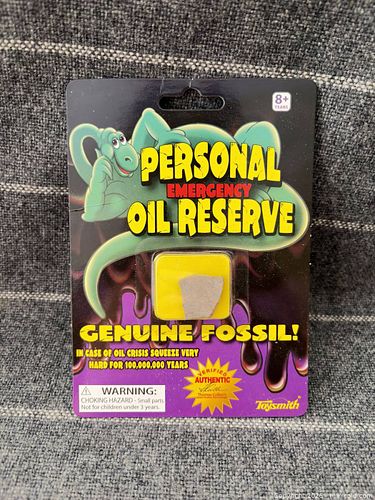 8+
YEARS
PERSONAL
EMERGENCY
OIL RESERVE
GENUINE FOSSIL!
IN CASE OF OIL CRISIS SQUEEZE VERY
HARD FOR 100,000,000 YEARS
VERIFIED
AUTHENTIC
WARNING:
CHOKING HAZARD - Small parts.
Not for children under 3 years.
Toysmith